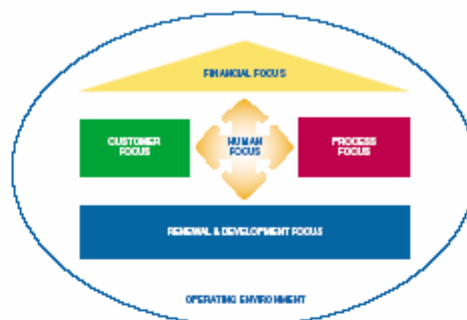 FINANCIAL FOCUS
CUSTOMER
FOCUS
HUMAN
FOCUS
PROCESS
FOCUS
RENEWAL & DEVELOPMENT FOCUS
OPERATING ENVIRONMENT